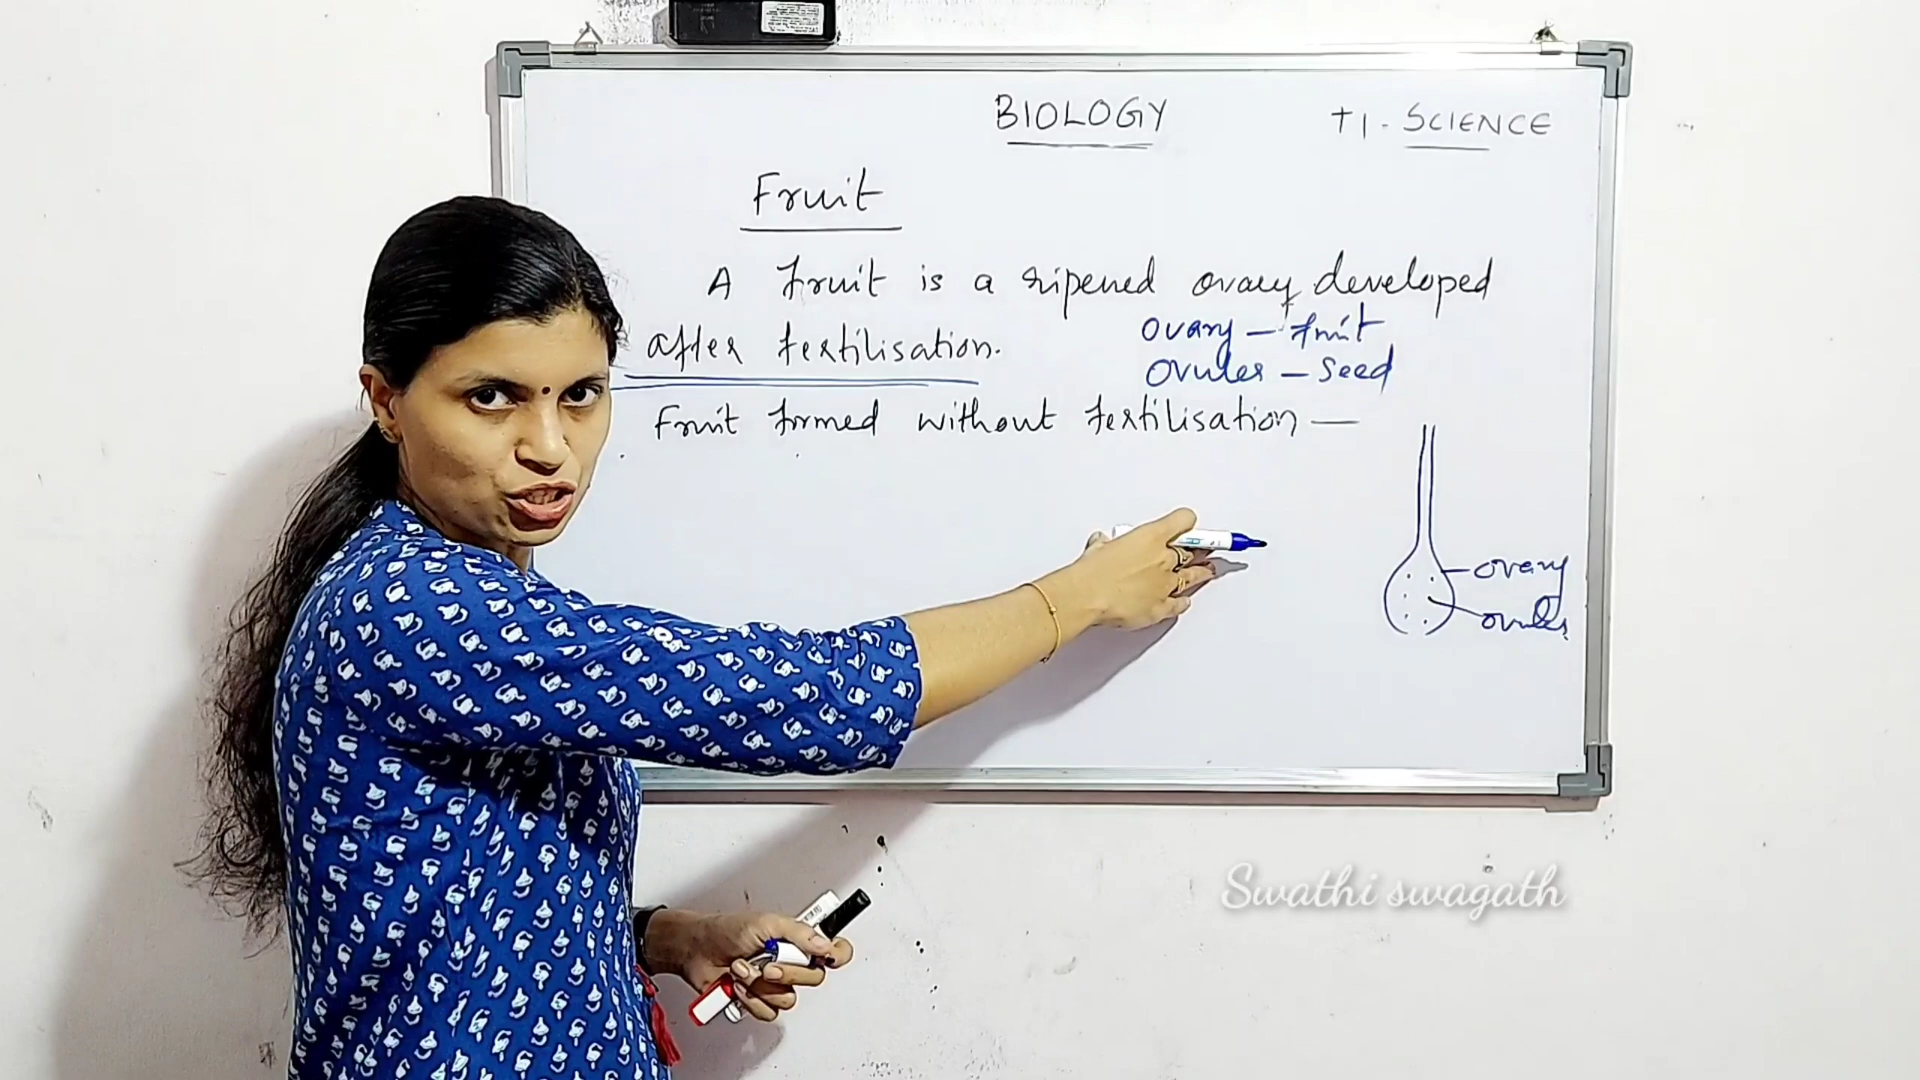 BIOLOGY
+1 - SCIENCE
Fruit
A fruit is a ripened ovary developed
after fertilisation.
Ovary - fruit
Ovules - Seed
Fruit formed without fertilisation -
ovary
ovules
Swathi swagath